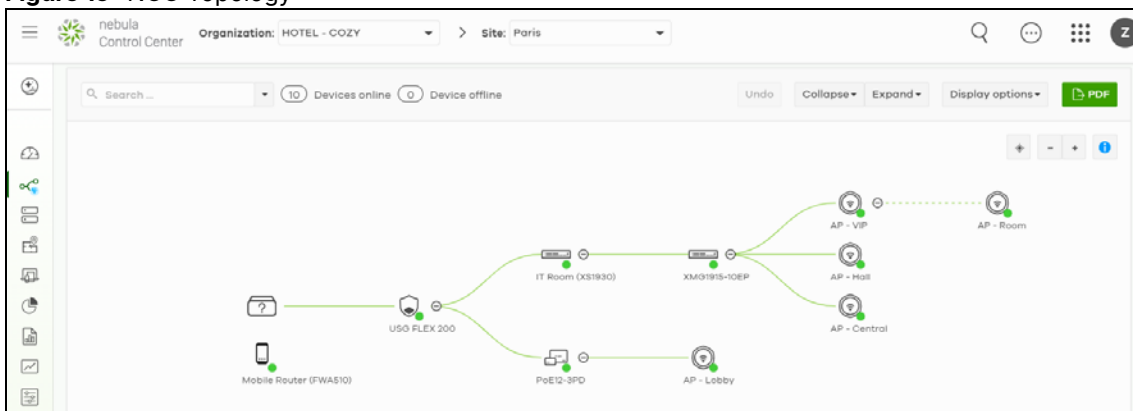 nebula
Control Center
Organization: HOTEL - COZY > Site: Paris
Z
Search ... 10 Devices online 0 Device offline Undo Collapse Expand Display options PDF
- + i
AP - VIP AP - Room
IT Room (XS1930) XMG1915-10EP AP - Hall
?
USG FLEX 200 AP - Central
Mobile Router (FWA510) PoE12-3PD AP - Lobby